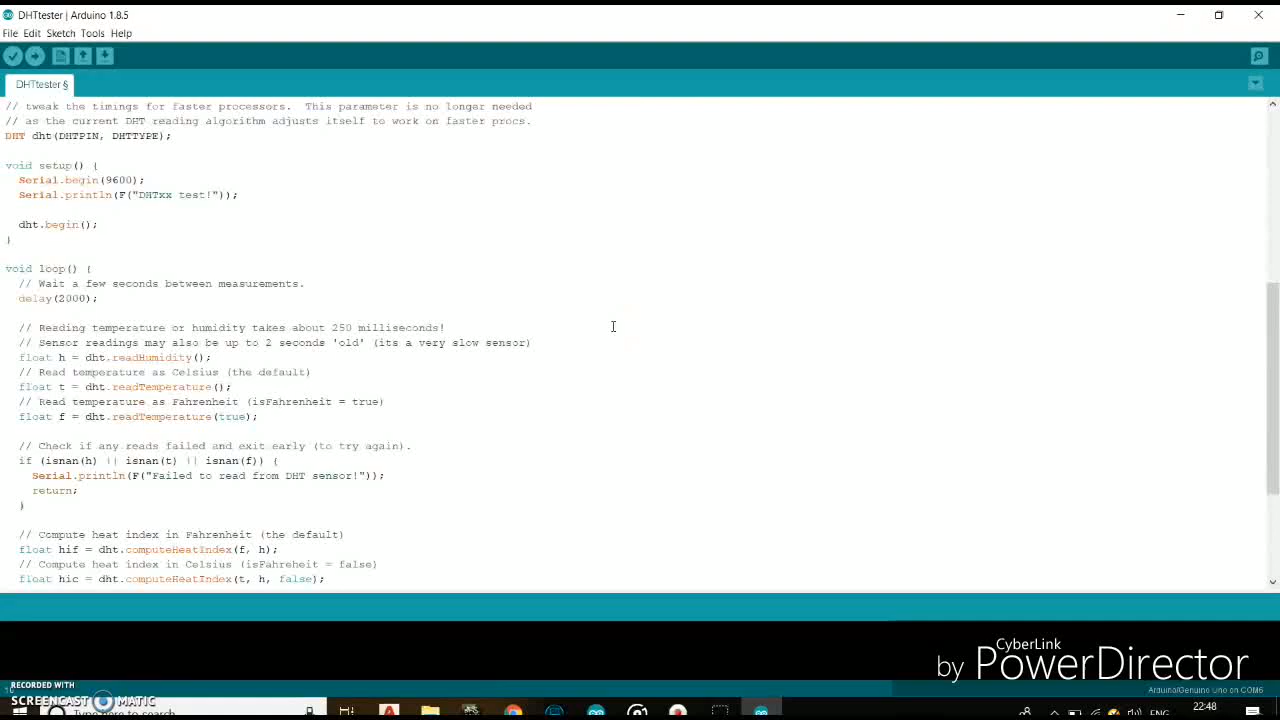 DHTtester | Arduino 1.8.5
File Edit Sketch Tools Help
DHTtester §
// tweak the timings for faster processors.  This parameter is no longer needed
// as the current DHT reading algorithm adjusts itself to work on faster procs.
DHT dht(DHTPIN, DHTTYPE);
void setup() {
Serial.begin(9600);
Serial.println(F("DHTxx test!"));
dht.begin();
}
void loop() {
// Wait a few seconds between measurements.
delay(2000);
// Reading temperature or humidity takes about 250 milliseconds!
// Sensor readings may also be up to 2 seconds 'old' (its a very slow sensor)
float h = dht.readHumidity();
// Read temperature as Celsius (the default)
float t = dht.readTemperature();
// Read temperature as Fahrenheit (isFahrenheit = true)
float f = dht.readTemperature(true);
// Check if any reads failed and exit early (to try again).
if (isnan(h) || isnan(t) || isnan(f)) {
Serial.println(F("Failed to read from DHT sensor!"));
return;
}
// Compute heat index in Fahrenheit (the default)
float hif = dht.computeHeatIndex(f, h);
// Compute heat index in Celsius (isFahreheit = false)
float hic = dht.computeHeatIndex(t, h, false);
CyberLink
by PowerDirector
RECORDED WITH
SCREENCAST MATIC
Arduino/Genuino Uno on COM6
Type here to search
ENG
22:48